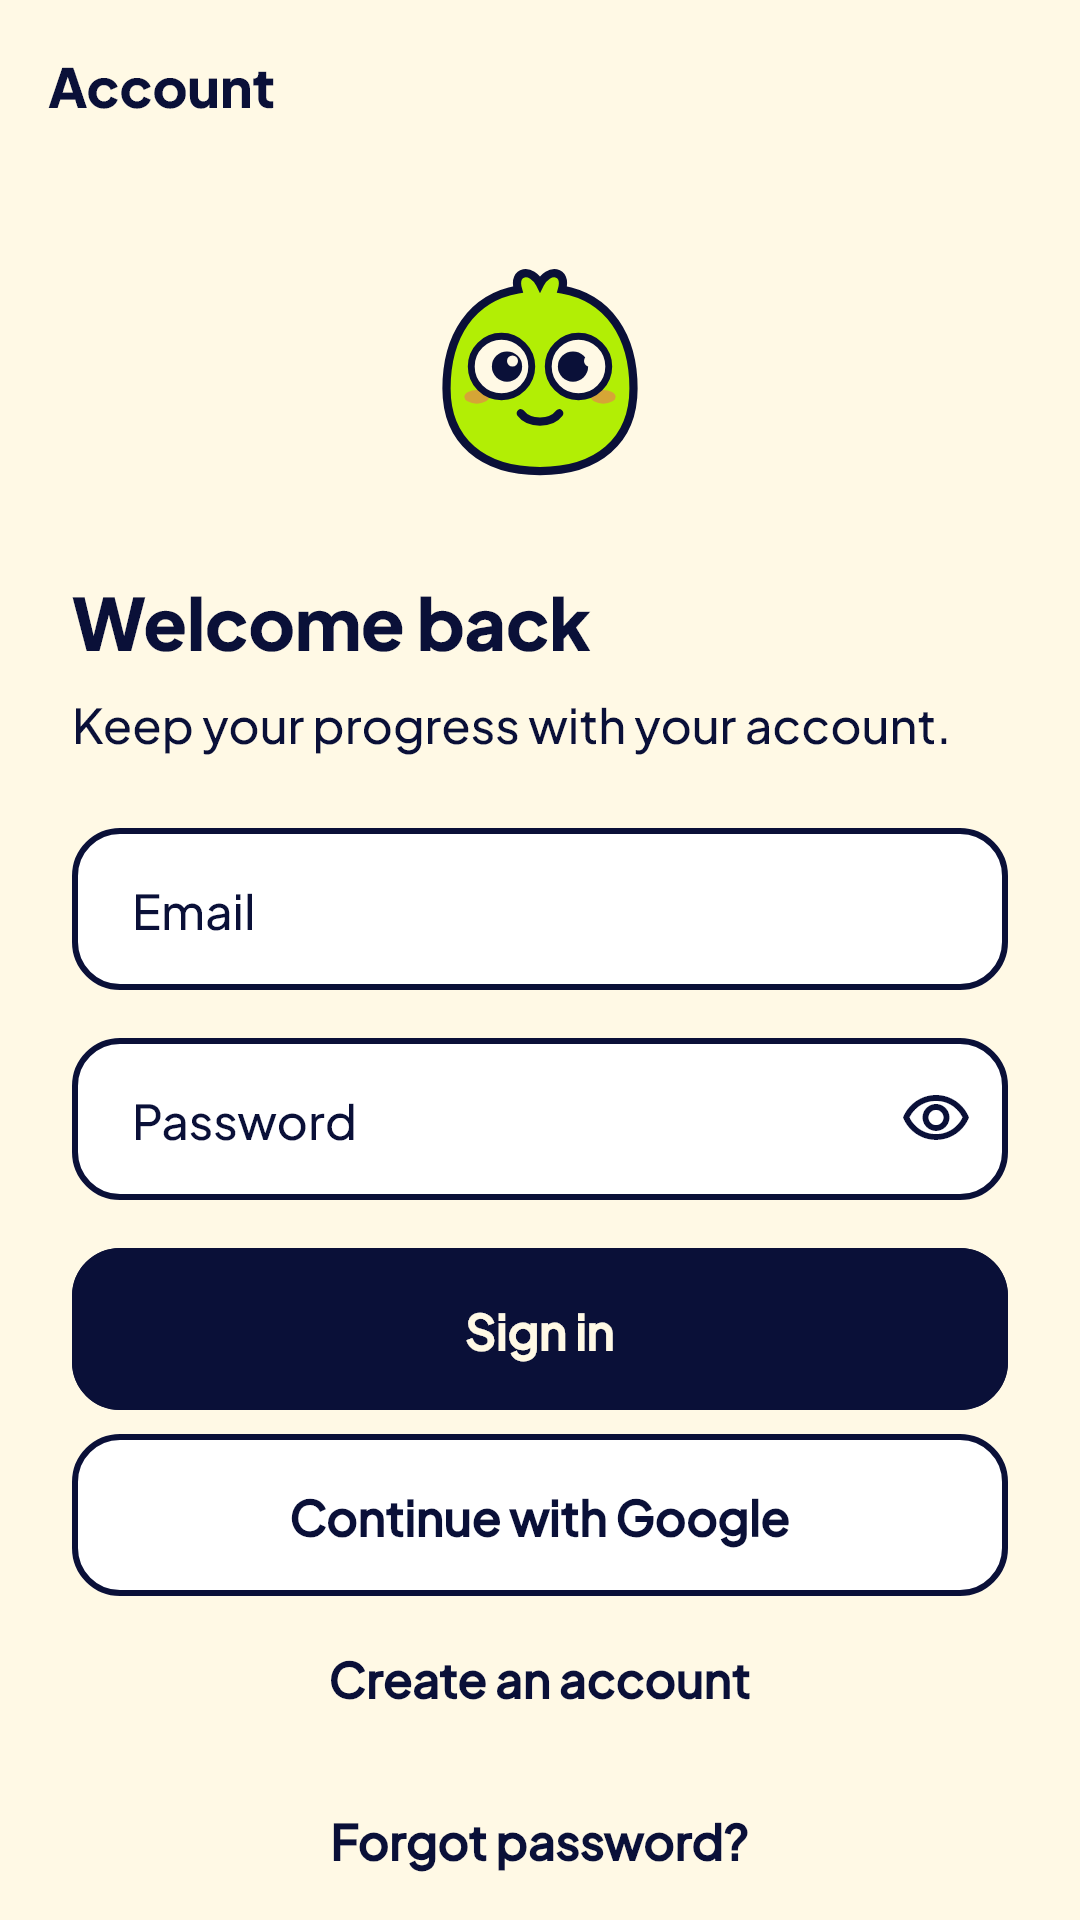 Account
Welcome back
Keep your progress with your account.
Email
Password
Sign in
Continue with Google
Create an account
Forgot password?